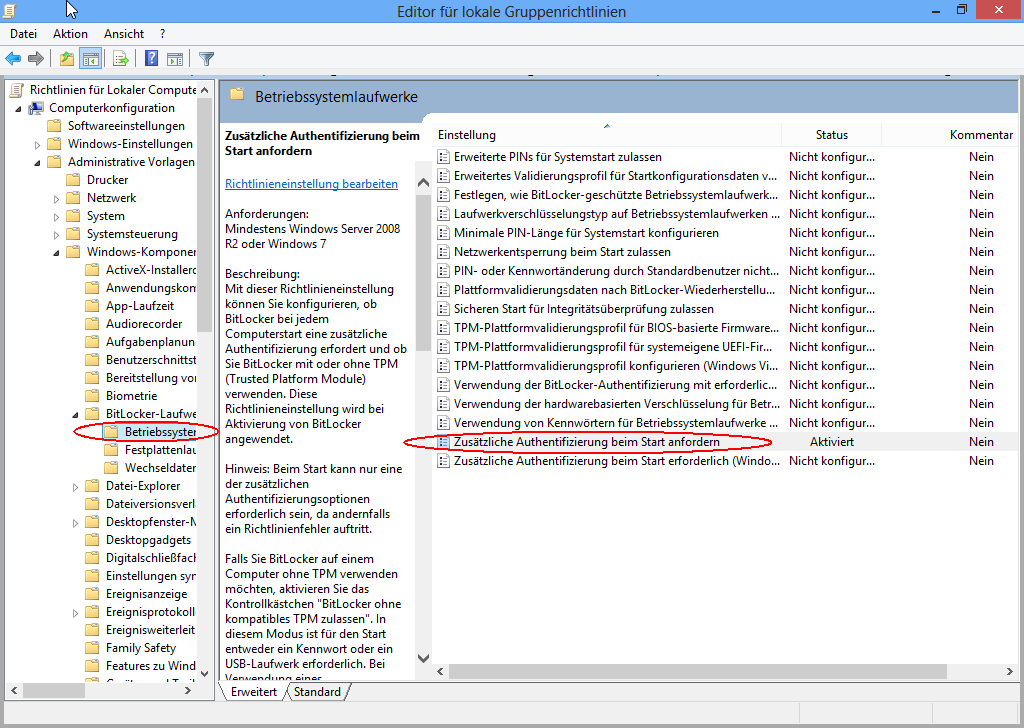 Editor für lokale Gruppenrichtlinien
Datei Aktion Ansicht ?
Richtlinien für Lokaler Compute
Computerkonfiguration
Softwareeinstellungen
Windows-Einstellungen
Administrative Vorlagen
Drucker
Netzwerk
System
Systemsteuerung
Windows-Komponen
ActiveX-Installerd
Anwendungskom
App-Laufzeit
Audiorecorder
Aufgabenplanun
Benutzerschnittst
Bereitstellung vor
Biometrie
BitLocker-Laufwe
Betriebssyster
Festplattenlau
Wechseldaten
Datei-Explorer
Dateiversionsverl
Desktopfenster-M
Desktopgadgets
Digitalschließfach
Einstellungen syn
Ereignisanzeige
Ereignisprotokoll
Ereignisweiterleit
Family Safety
Features zu Wind
Betriebssystemlaufwerke
Zusätzliche Authentifizierung beim
Start anfordern
Richtlinieneinstellung bearbeiten
Anforderungen:
Mindestens Windows Server 2008
R2 oder Windows 7
Beschreibung:
Mit dieser Richtlinieneinstellung
können Sie konfigurieren, ob
BitLocker bei jedem
Computerstart eine zusätzliche
Authentifizierung erfordert und ob
Sie BitLocker mit oder ohne TPM
(Trusted Platform Module)
verwenden. Diese
Richtlinieneinstellung wird bei
Aktivierung von BitLocker
angewendet.
Hinweis: Beim Start kann nur eine
der zusätzlichen
Authentifizierungsoptionen
erforderlich sein, da andernfalls
ein Richtlinienfehler auftritt.
Falls Sie BitLocker auf einem
Computer ohne TPM verwenden
möchten, aktivieren Sie das
Kontrollkästchen "BitLocker ohne
kompatibles TPM zulassen". In
diesem Modus ist für den Start
entweder ein Kennwort oder ein
USB-Laufwerk erforderlich. Bei
Verwendung eines
Einstellung Status Kommentar
Erweiterte PINs für Systemstart zulassen Nicht konfigur... Nein
Erweitertes Validierungsprofil für Startkonfigurationsdaten v... Nicht konfigur... Nein
Festlegen, wie BitLocker-geschützte Betriebssystemlaufwerk... Nicht konfigur... Nein
Laufwerkverschlüsselungstyp auf Betriebssystemlaufwerken ... Nicht konfigur... Nein
Minimale PIN-Länge für Systemstart konfigurieren Nicht konfigur... Nein
Netzwerkentsperrung beim Start zulassen Nicht konfigur... Nein
PIN- oder Kennwortänderung durch Standardbenutzer nicht... Nicht konfigur... Nein
Plattformvalidierungsdaten nach BitLocker-Wiederherstellu... Nicht konfigur... Nein
Sicheren Start für Integritätsüberprüfung zulassen Nicht konfigur... Nein
TPM-Plattformvalidierungsprofil für BIOS-basierte Firmware... Nicht konfigur... Nein
TPM-Plattformvalidierungsprofil für systemeigene UEFI-Fir... Nicht konfigur... Nein
TPM-Plattformvalidierungsprofil konfigurieren (Windows Vi... Nicht konfigur... Nein
Verwendung der BitLocker-Authentifizierung mit erforderlic... Nicht konfigur... Nein
Verwendung der hardwarebasierten Verschlüsselung für Betr... Nicht konfigur... Nein
Verwendung von Kennwörtern für Betriebssystemlaufwerke ... Nicht konfigur... Nein
Zusätzliche Authentifizierung beim Start anfordern Aktiviert Nein
Zusätzliche Authentifizierung beim Start erforderlich (Windo... Nicht konfigur... Nein
Erweitert Standard